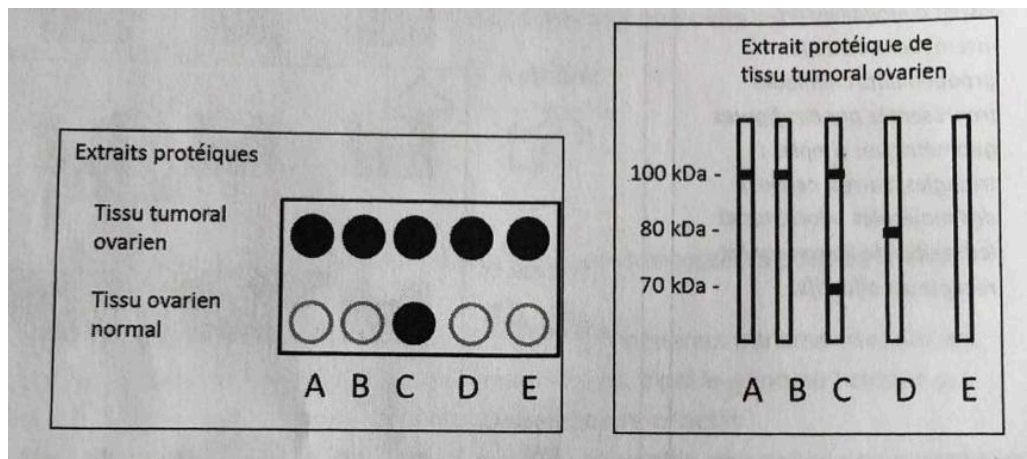 Extraits protéiques
Tissu tumoral
ovarien
Tissu ovarien
normal
A B C D E
Extrait protéique de
tissu tumoral ovarien
100 kDa -
80 kDa -
70 kDa -
A B C D E